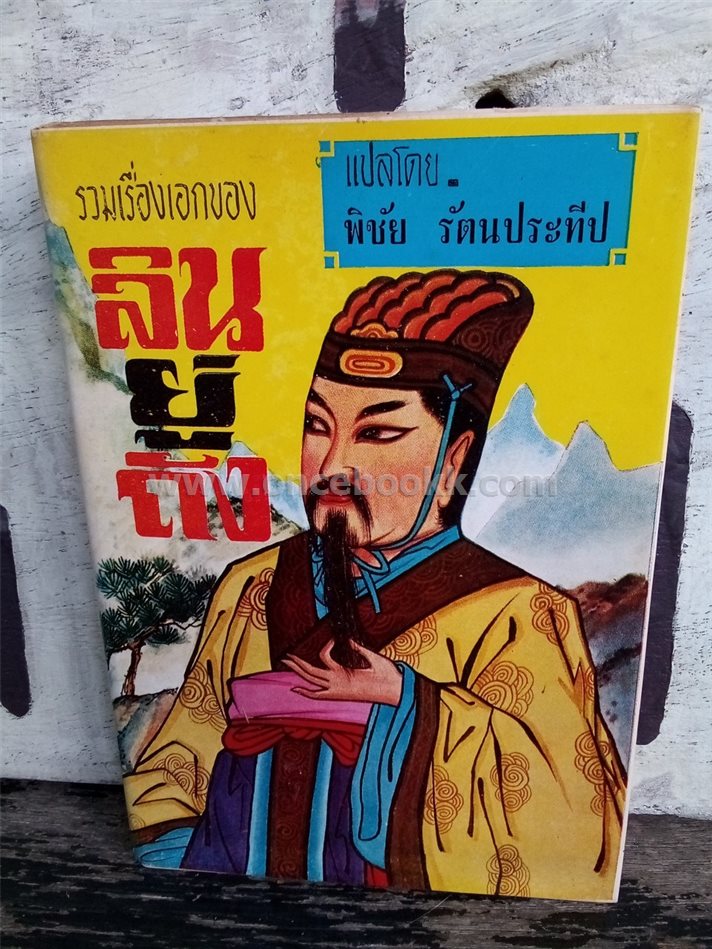 รวมเรื่องเอกของ
ลิน
ยู
ถัง
แปลโดย
พิชัย รัตนประทีป
www.oncebookk.com